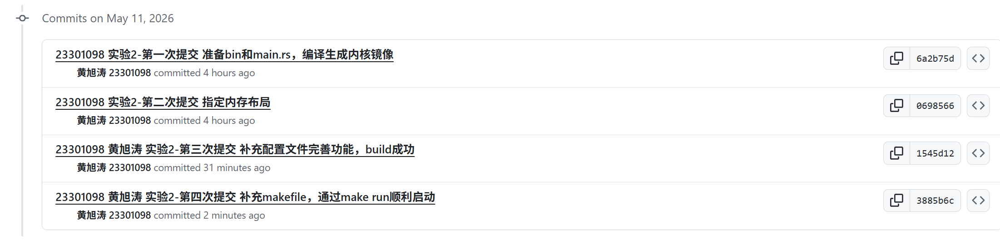 Commits on May 11, 2026
23301098 实验2-第一次提交 准备bin和main.rs，编译生成内核镜像
6a2b75d
黄旭涛 23301098 committed 4 hours ago
23301098 实验2-第二次提交 指定内存布局
0698566
黄旭涛 23301098 committed 4 hours ago
23301098 黄旭涛 实验2-第三次提交 补充配置文件完善功能，build成功
1545d12
黄旭涛 23301098 committed 31 minutes ago
23301098 黄旭涛 实验2-第四次提交 补充makefile，通过make run顺利启动
3885b6c
黄旭涛 23301098 committed 2 minutes ago